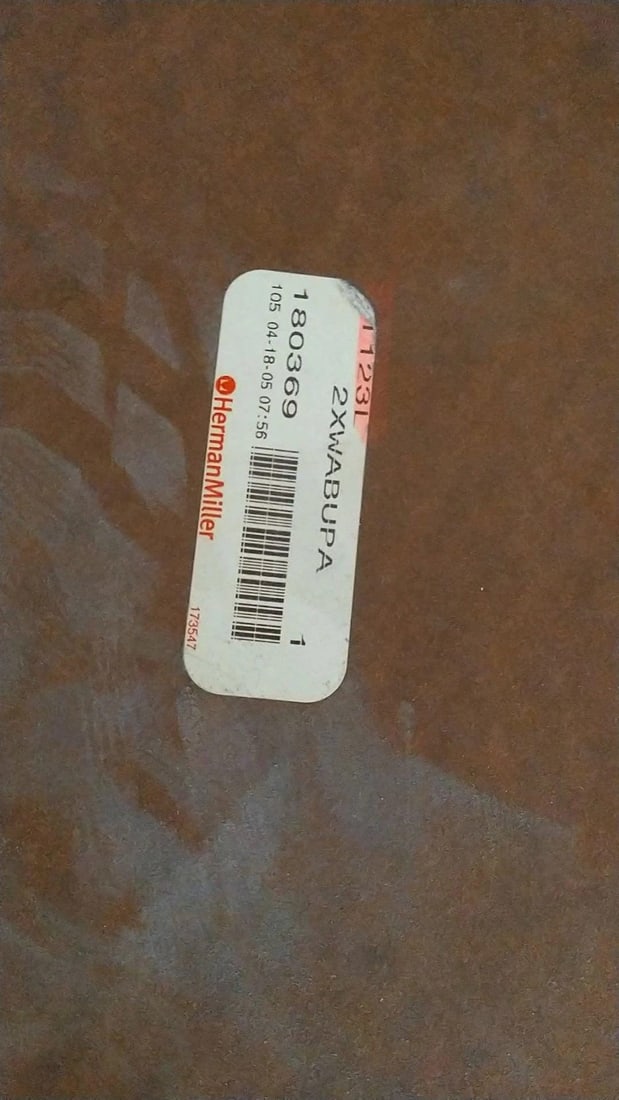 1123L
2XWABUPA
180369 1
105 04-18-05 07:56
HermanMiller
173547